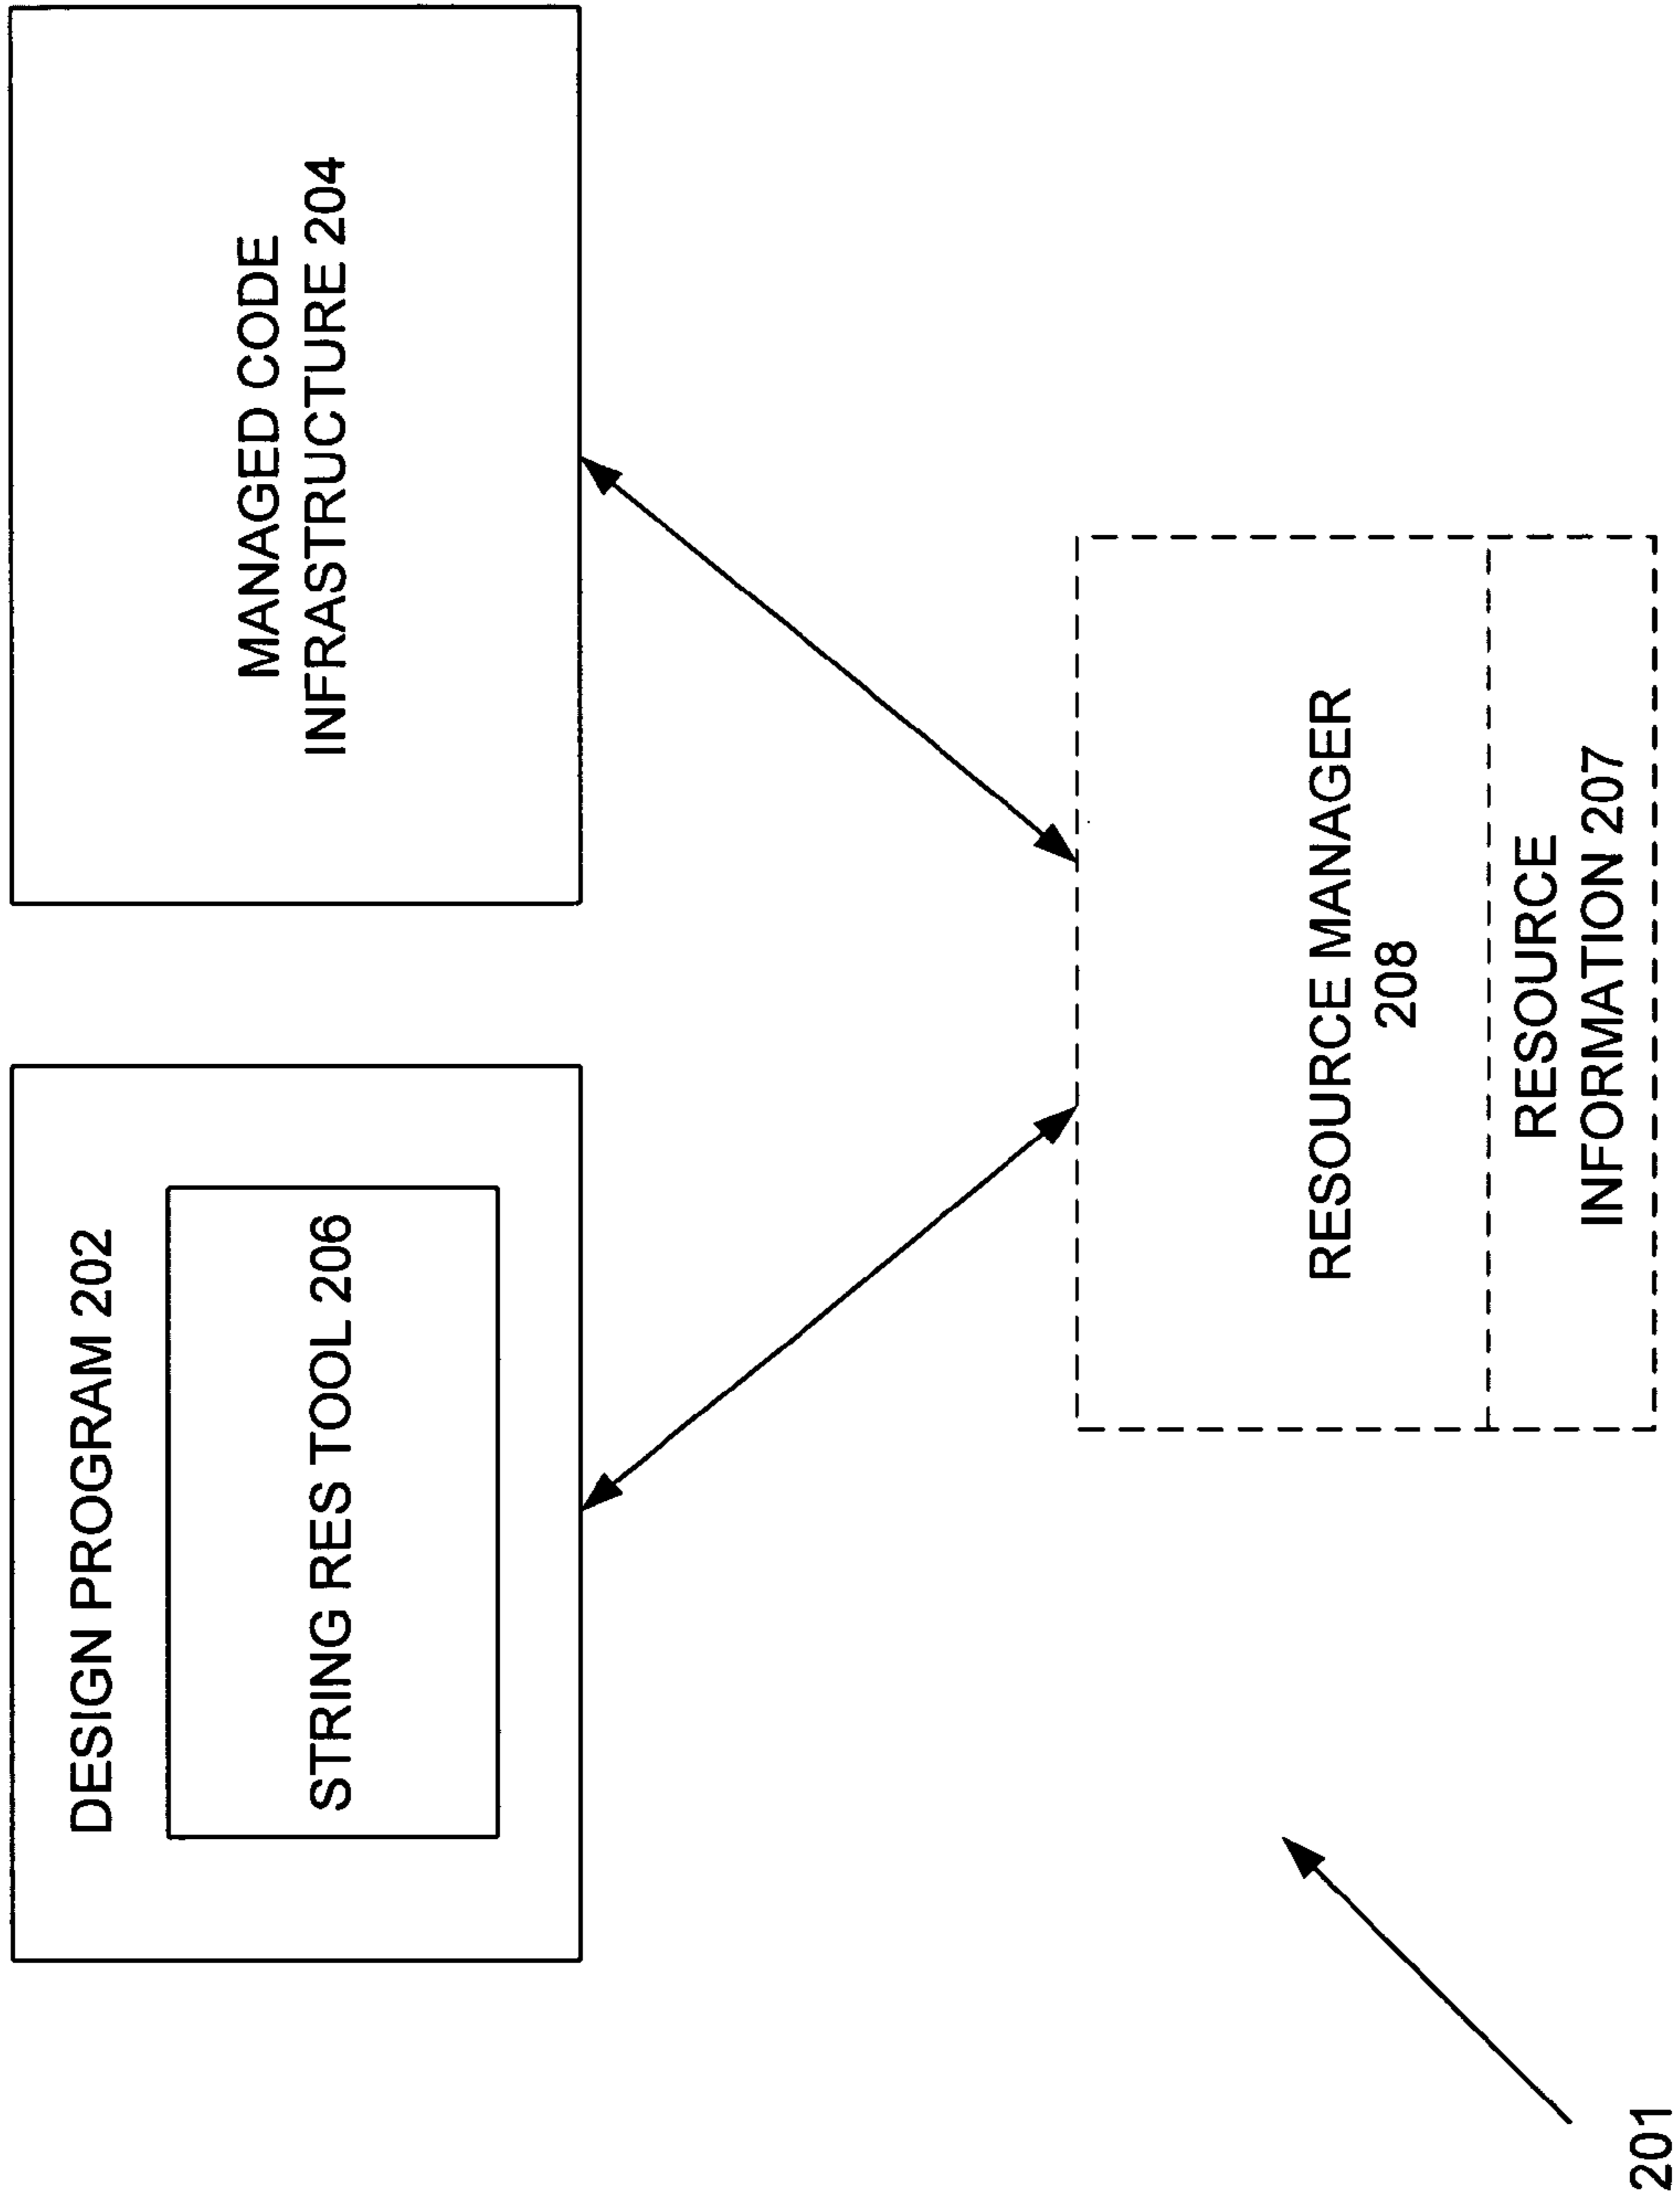 DESIGN PROGRAM 202
STRING RES TOOL 206
MANAGED CODE
INFRASTRUCTURE 204
RESOURCE MANAGER
208
RESOURCE
INFORMATION 207
201